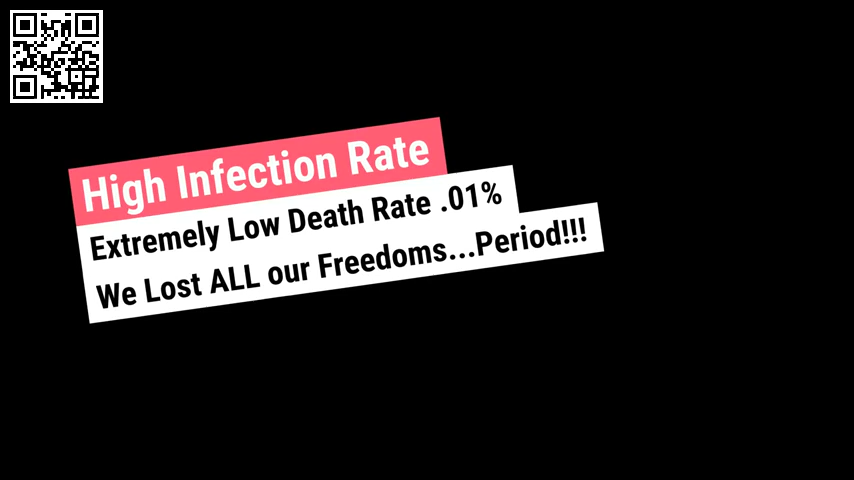 High Infection Rate
Extremely Low Death Rate .01%
We Lost ALL our Freedoms...Period!!!